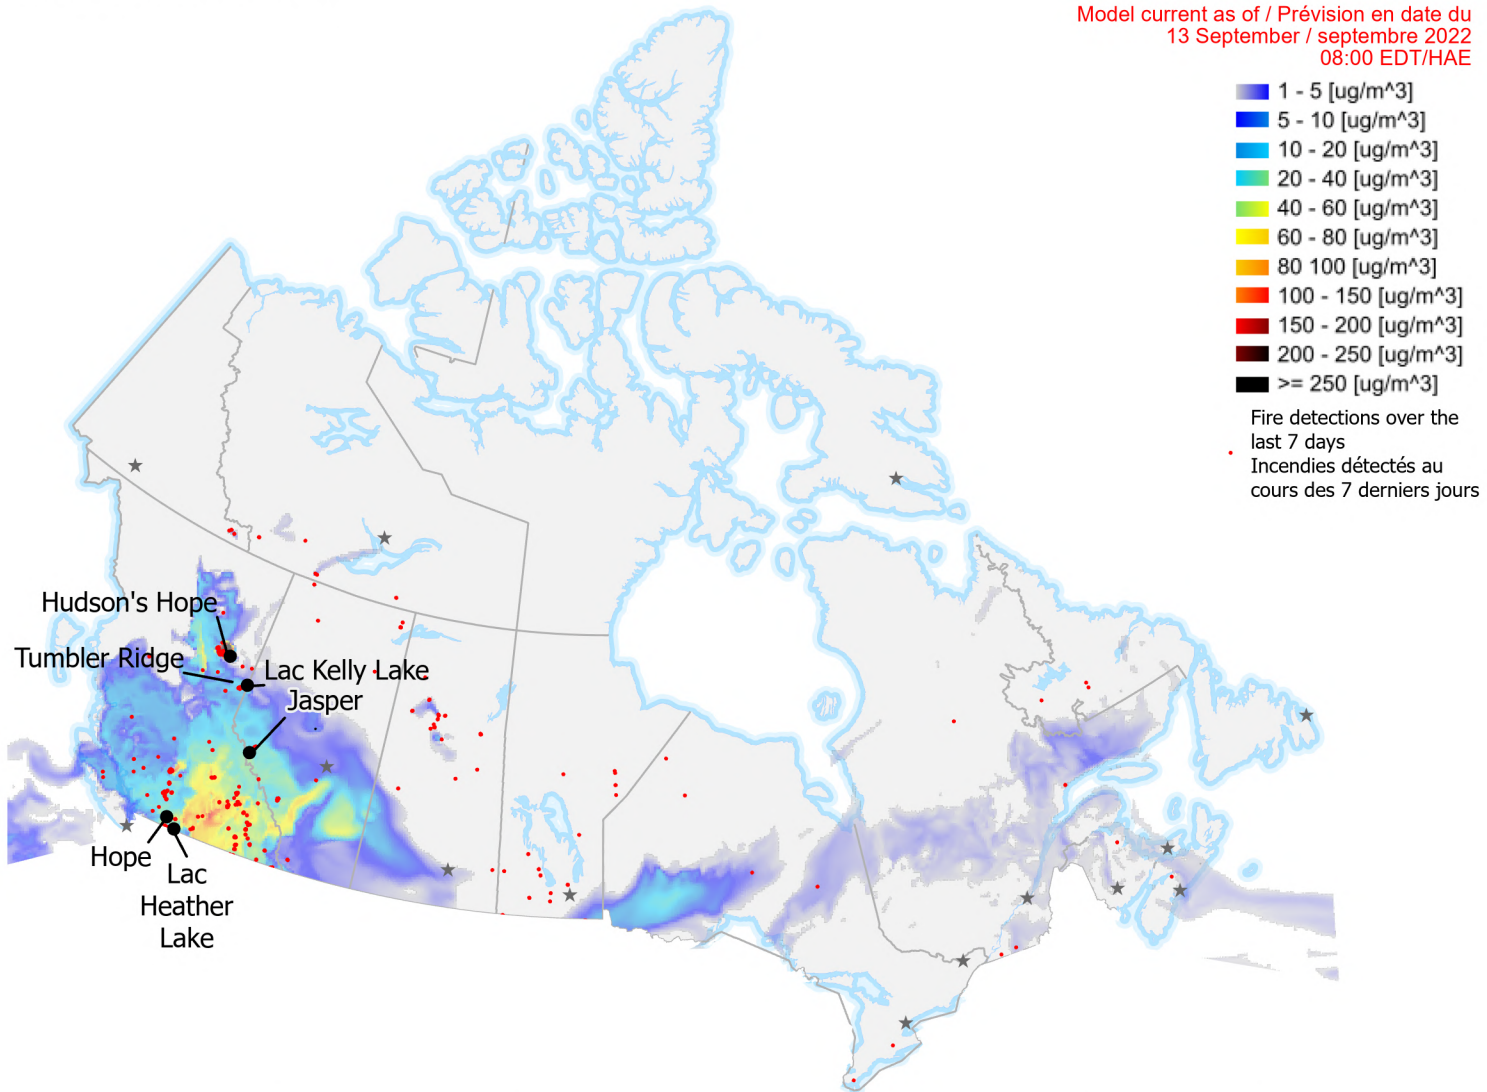 Model current as of / Prévision en date du
13 September / septembre 2022
08:00 EDT/HAE
1 - 5 [ug/m^3]
5 - 10 [ug/m^3]
10 - 20 [ug/m^3]
20 - 40 [ug/m^3]
40 - 60 [ug/m^3]
60 - 80 [ug/m^3]
80 100 [ug/m^3]
100 - 150 [ug/m^3]
150 - 200 [ug/m^3]
200 - 250 [ug/m^3]
>= 250 [ug/m^3]
Fire detections over the
last 7 days
Incendies détectés au
cours des 7 derniers jours
Hudson's Hope
Tumbler Ridge
Lac Kelly Lake
Jasper
Hope
Lac
Heather
Lake